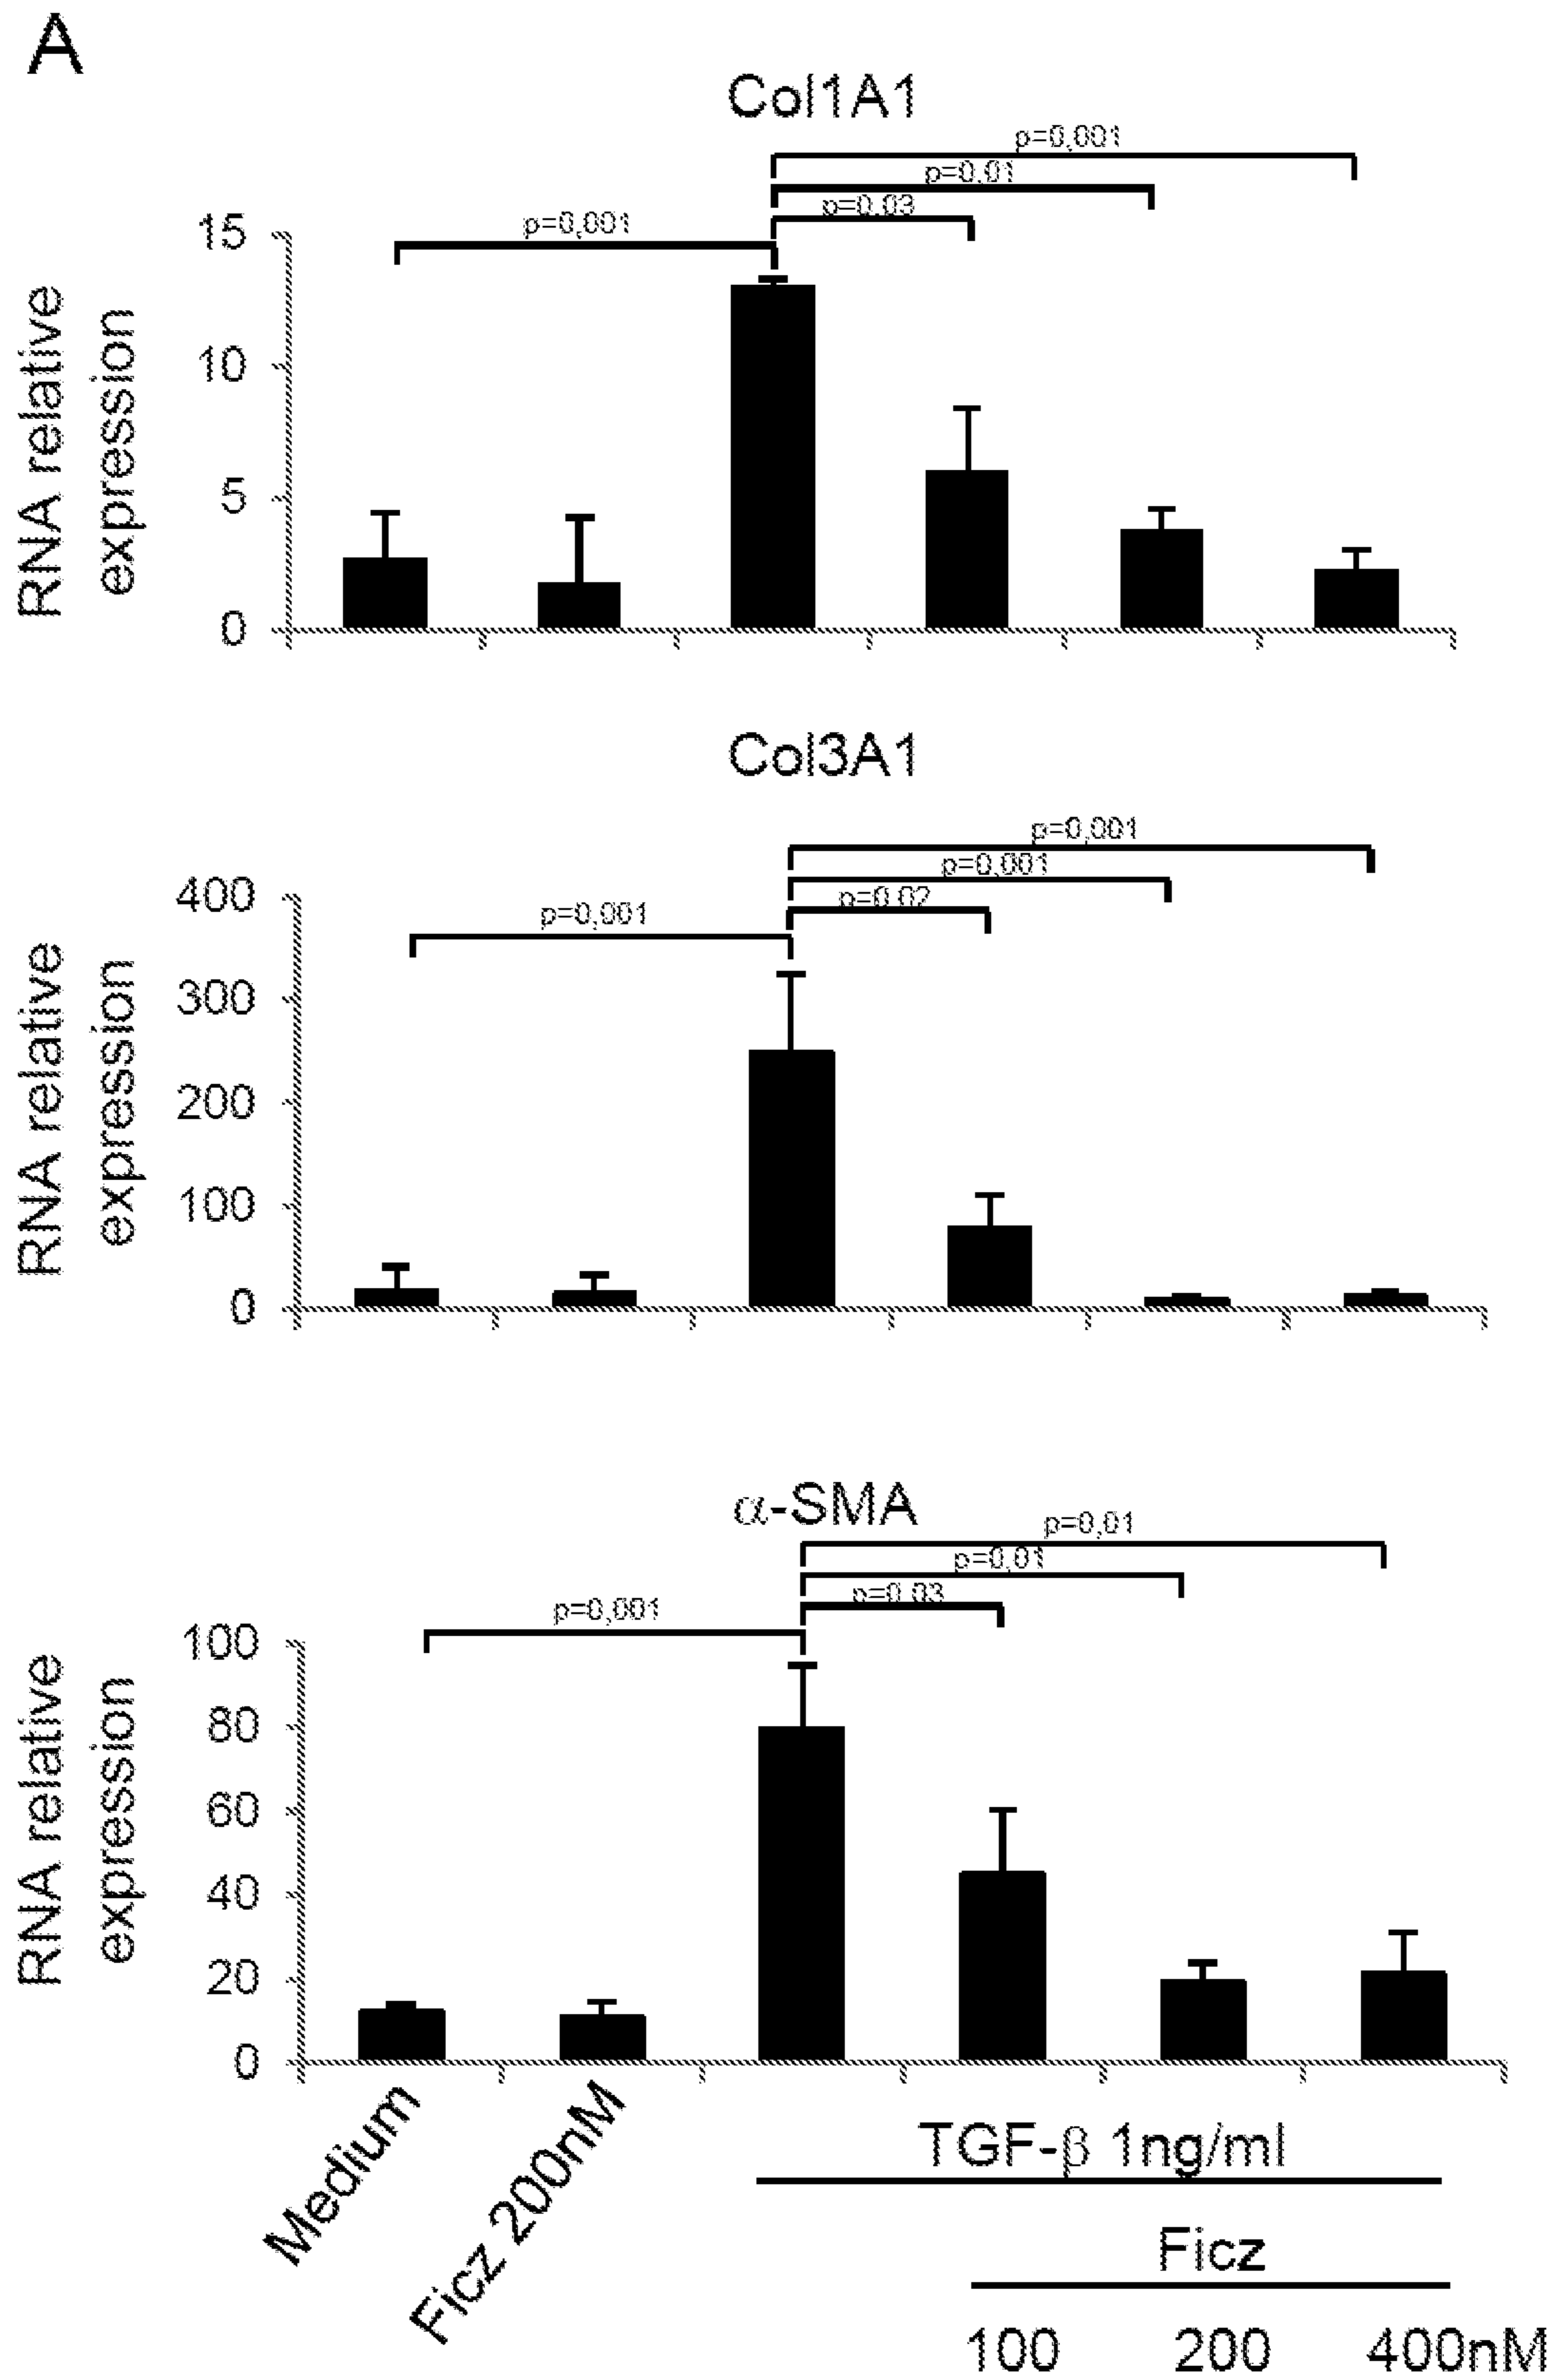 A
Col1A1
p=0,001
p=0,01
p=0,03
p=0,001
15
10
5
0
RNA relative
expression
Col3A1
p=0,001
p=0,001
p=0,02
p=0,001
400
300
200
100
0
RNA relative
expression
α-SMA
p=0,01
p=0,01
p=0,03
p=0,001
100
80
60
40
20
0
RNA relative
expression
Medium
Ficz 200nM
TGF-β 1ng/ml
Ficz
100 200 400nM